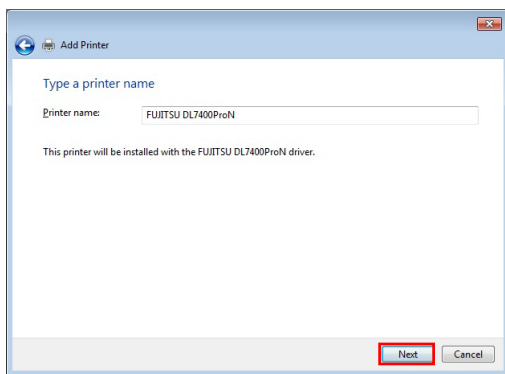 Add Printer
Type a printer name
Printer name: FUJITSU DL7400ProN
This printer will be installed with the FUJITSU DL7400ProN driver.
Next Cancel